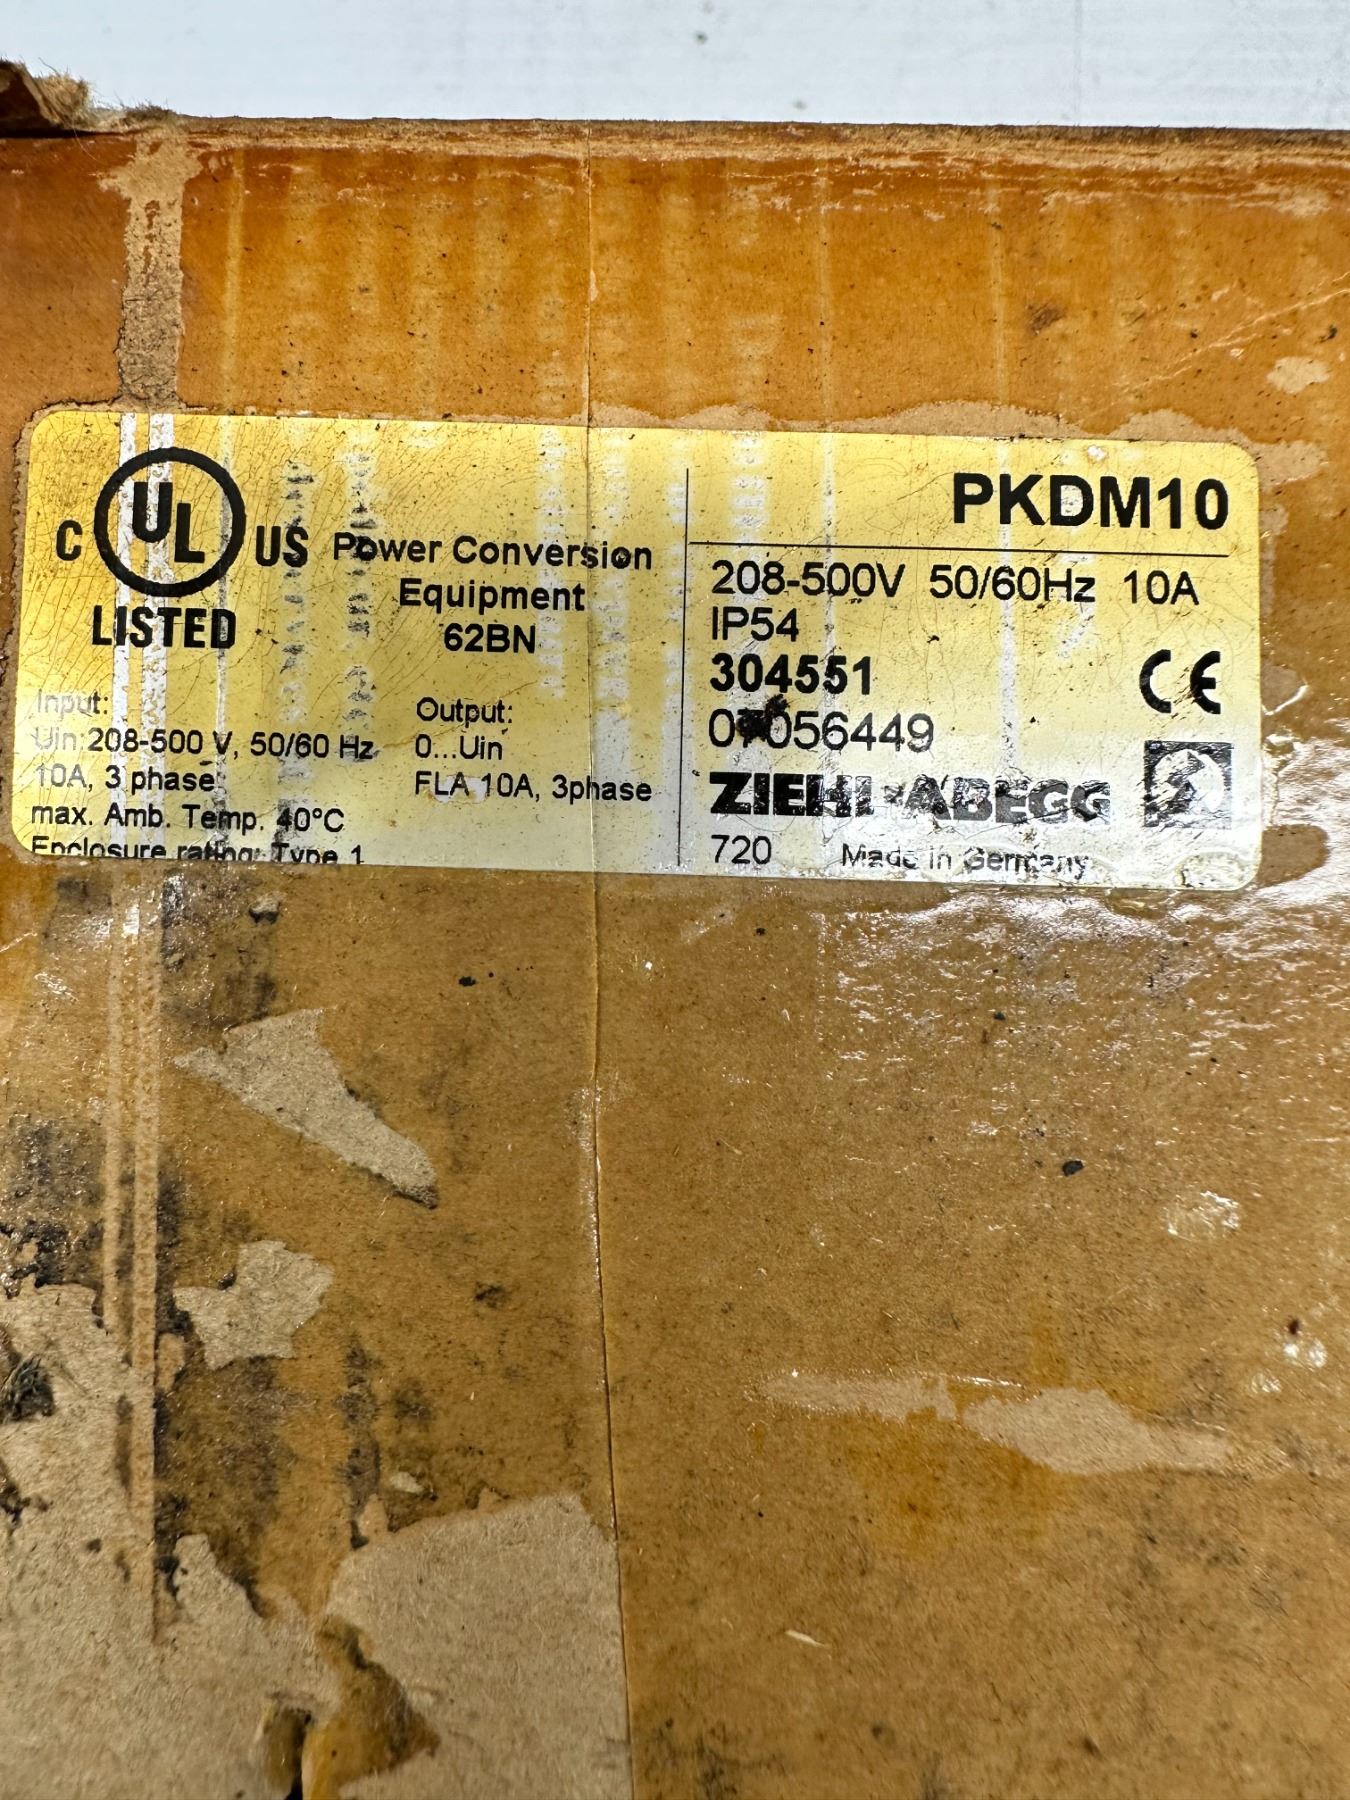 C UL US
LISTED
Power Conversion
Equipment
62BN
Input:
Uin: 208-500 V, 50/60 Hz
10A, 3 phase
max. Amb. Temp. 40°C
Enclosure rating: Type 1
Output:
0...Uin
FLA 10A, 3phase
PKDM10
208-500V 50/60Hz 10A
IP54
304551
CE
ZIEHL-ABEGG
720 Made in Germany